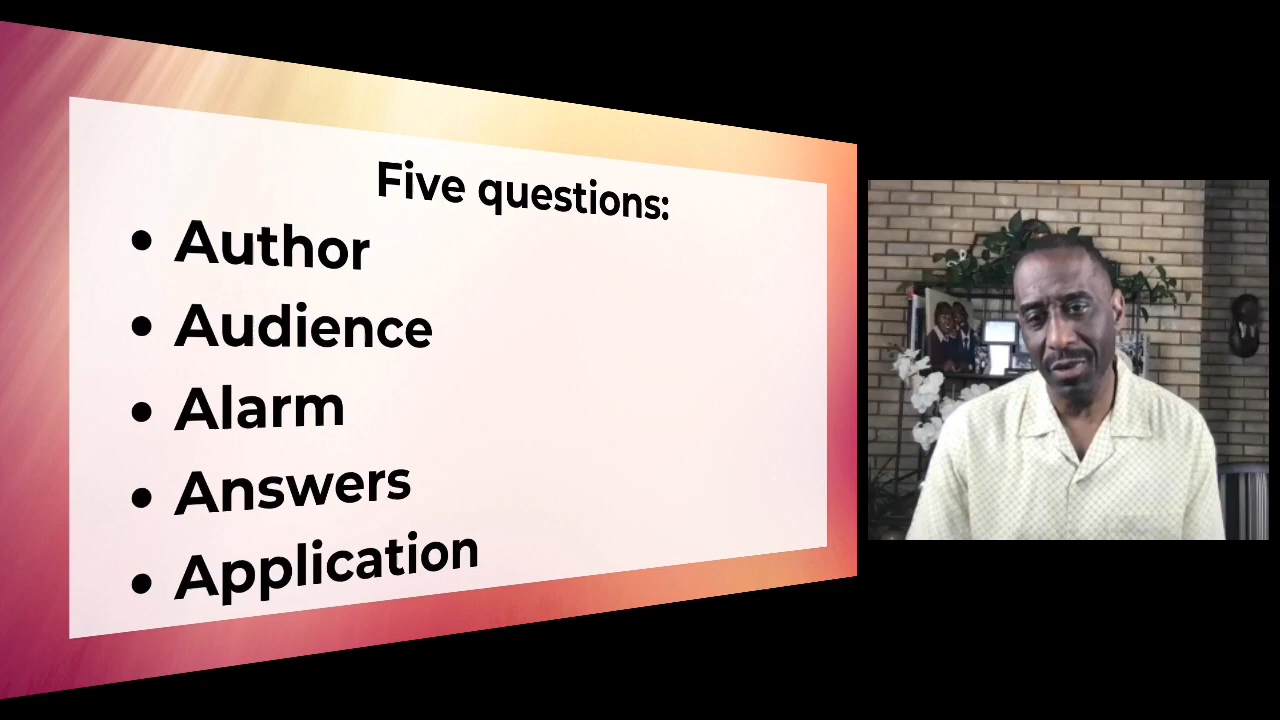 Five questions:
• Author
• Audience
• Alarm
• Answers
• Application